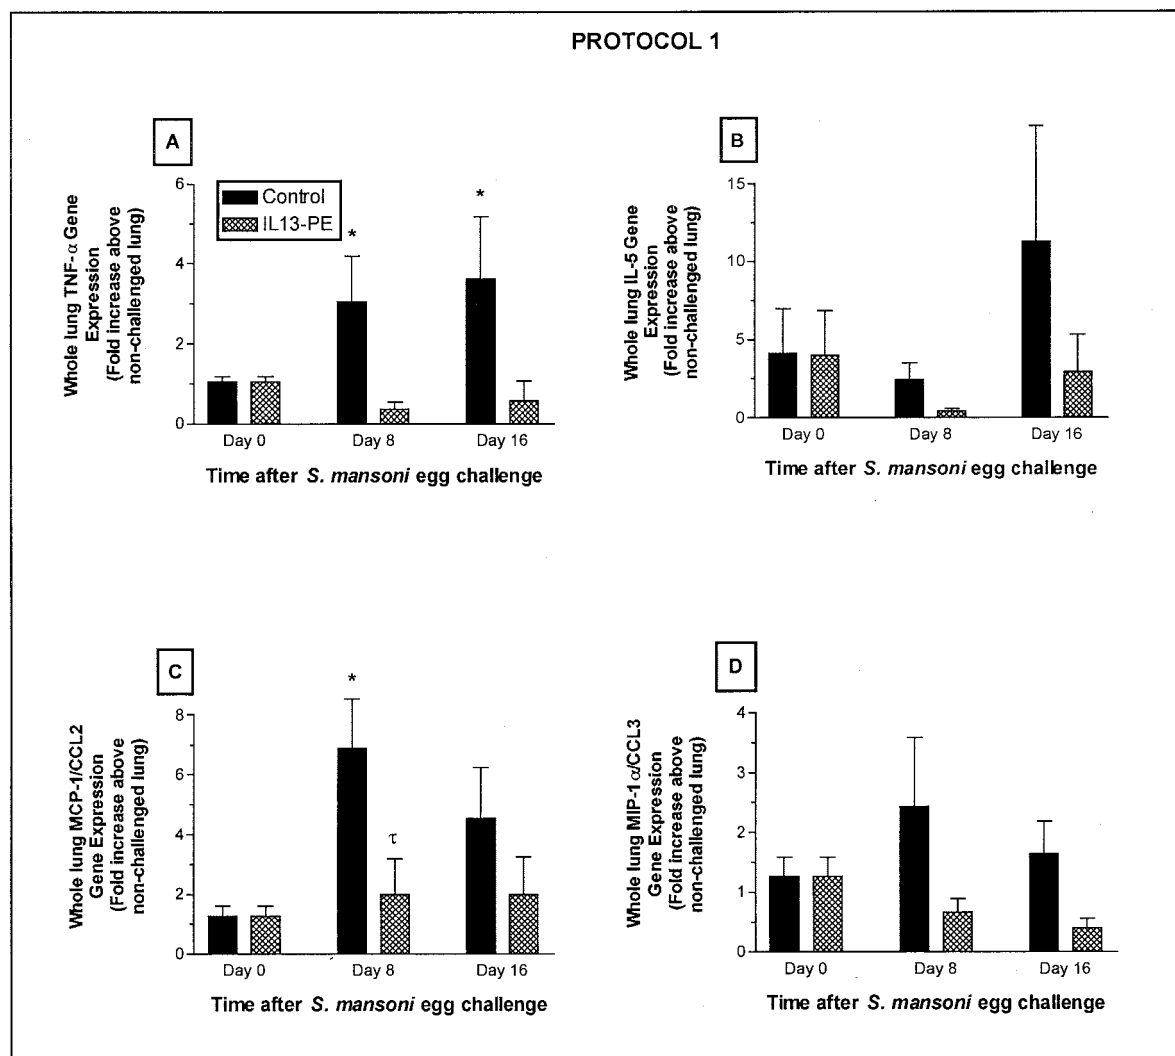 PROTOCOL 1
A
Whole lung TNF-α Gene
Expression
(Fold increase above
non-challenged lung)
6
4
2
0
Control
IL13-PE
*
*
Day 0
Day 8
Day 16
Time after S. mansoni egg challenge
B
Whole lung IL-5 Gene
Expression
(Fold increase above
non-challenged lung)
15
10
5
0
Day 0
Day 8
Day 16
Time after S. mansoni egg challenge
C
Whole lung MCP-1/CCL2
Gene Expression
(Fold increase above
non-challenged lung)
8
6
4
2
0
*
τ
Day 0
Day 8
Day 16
Time after S. mansoni egg challenge
D
Whole lung MIP-1α/CCL3
Gene Expression
(Fold increase above
non-challenged lung)
4
3
2
1
0
Day 0
Day 8
Day 16
Time after S. mansoni egg challenge